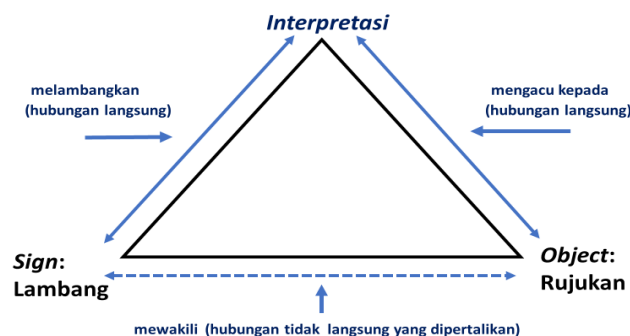 Interpretasi
melambangkan
(hubungan langsung)
mengacu kepada
(hubungan langsung)
Sign:
Lambang
Object:
Rujukan
mewakili (hubungan tidak langsung yang dipertalikan)